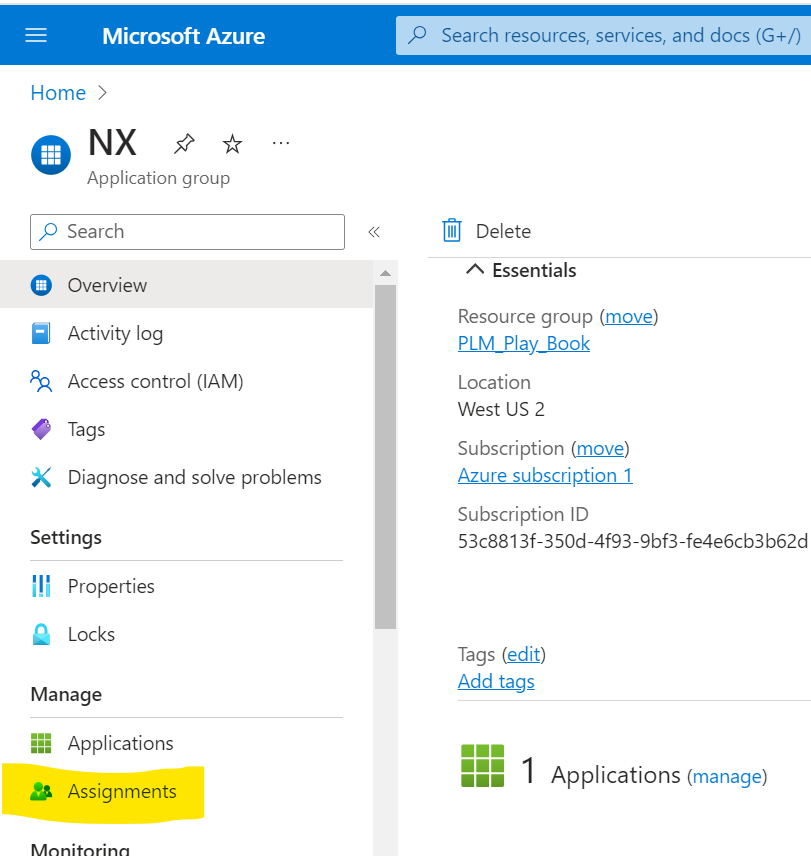 Microsoft Azure
Search resources, services, and docs (G+/)
Home
NX
Application group
Search
Overview
Activity log
Access control (IAM)
Tags
Diagnose and solve problems
Settings
Properties
Locks
Manage
Applications
Assignments
Monitoring
Delete
Essentials
Resource group (move)
PLM_Play_Book
Location
West US 2
Subscription (move)
Azure subscription 1
Subscription ID
53c8813f-350d-4f93-9bf3-fe4e6cb3b62d
Tags (edit)
Add tags
1 Applications (manage)